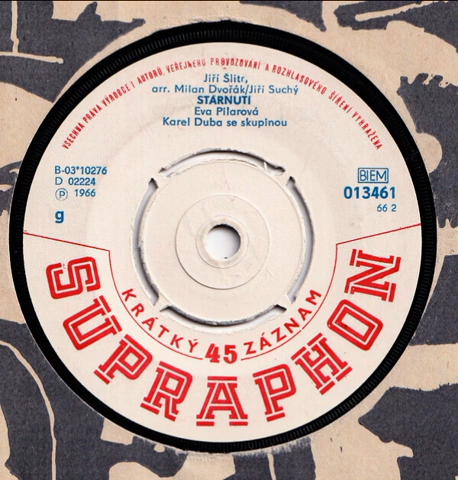 VŠECHNA PRÁVA VÝROBCE I AUTORŮ, VEŘEJNÉHO PROVOZOVÁNÍ A ROZHLASOVÉHO ŠÍŘENÍ VYHRAZENA
Jiří Šlitr,
arr. Milan Dvořák/Jiří Suchý
STÁRNUTÍ
Eva Pilarová
Karel Duba se skupinou
B-03*10276
D 02224
Ⓟ 1966
g
BIEM
013461
66 2
KRÁTKÝ 45 ZÁZNAM
SUPRAPHON